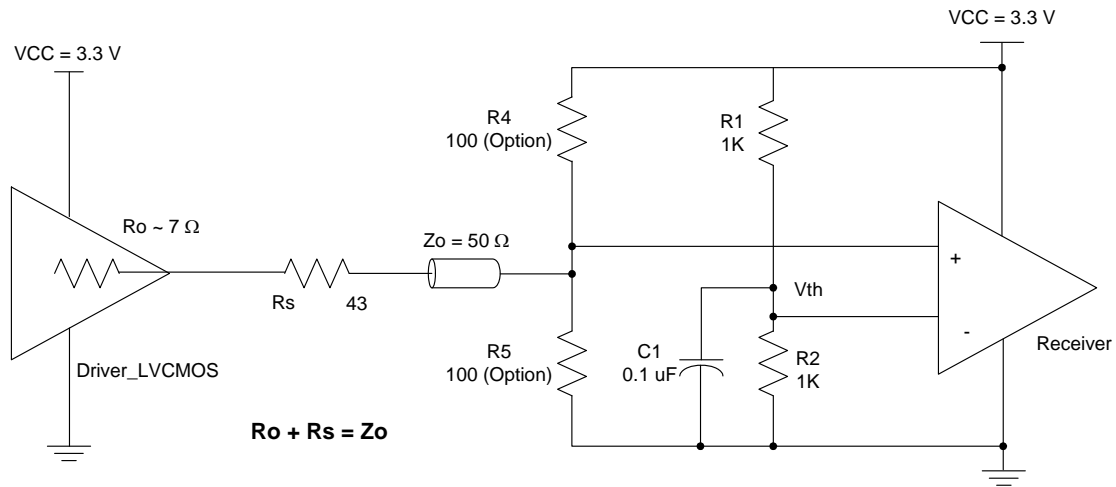 VCC = 3.3 V
VCC = 3.3 V
R4
100 (Option)
R1
1K
Ro ~ 7 Ω
Zo = 50 Ω
+
Rs
43
Vth
-
Receiver
R5
100 (Option)
C1
0.1 uF
R2
1K
Driver_LVCMOS
Ro + Rs = Zo